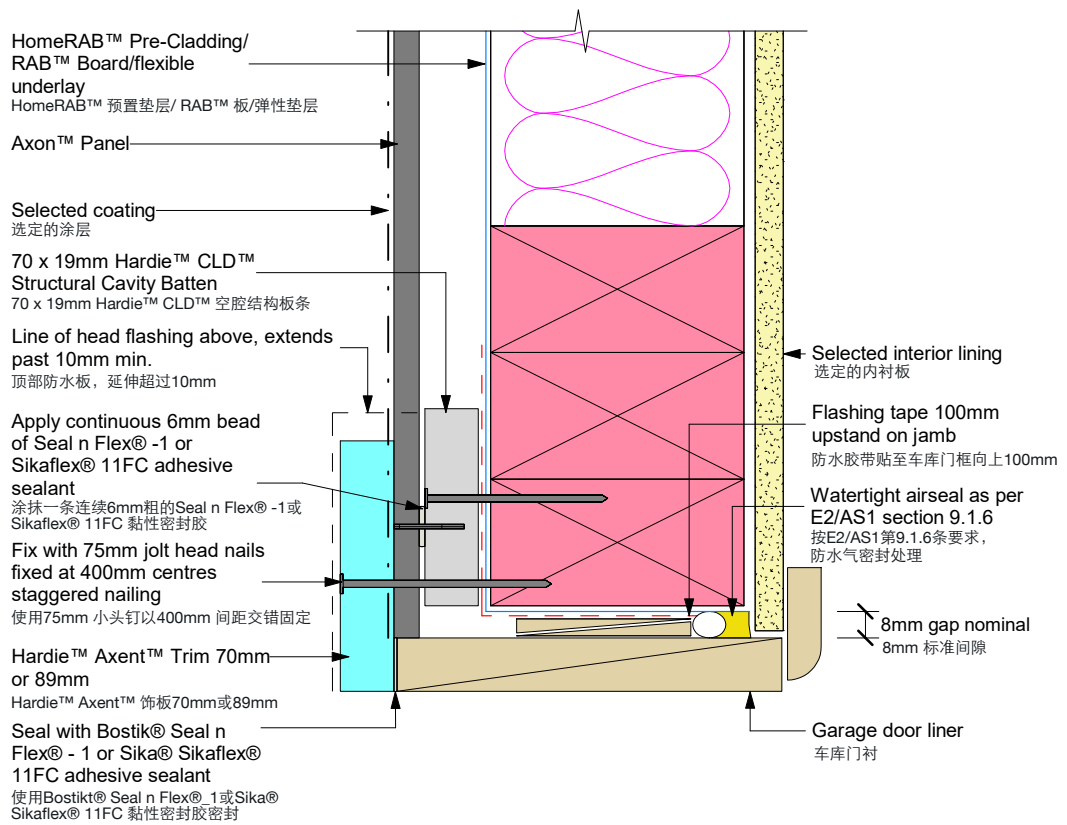 HomeRAB™ Pre-Cladding/
RAB™ Board/flexible
underlay
HomeRAB™ 预置垫层/ RAB™ 板/弹性垫层
Axon™ Panel
Selected coating
选定的涂层
70 x 19mm Hardie™ CLD™
Structural Cavity Batten
70 x 19mm Hardie™ CLD™ 空腔结构板条
Line of head flashing above, extends
past 10mm min.
顶部防水板，延伸超过10mm
Apply continuous 6mm bead
of Seal n Flex® -1 or
Sikaflex® 11FC adhesive
sealant
涂抹一条连续6mm粗的Seal n Flex® -1或
Sikaflex® 11FC 黏性密封胶
Fix with 75mm jolt head nails
fixed at 400mm centres
staggered nailing
使用75mm 小头钉以400mm 间距交错固定
Hardie™ Axent™ Trim 70mm
or 89mm
Hardie™ Axent™ 饰板70mm或89mm
Seal with Bostik® Seal n
Flex® - 1 or Sika® Sikaflex®
11FC adhesive sealant
使用Bostikt® Seal n Flex®_1或Sika®
Sikaflex® 11FC 黏性密封胶密封
Selected interior lining
选定的内衬板
Flashing tape 100mm
upstand on jamb
防水胶带贴至车库门框向上100mm
Watertight airseal as per
E2/AS1 section 9.1.6
按E2/AS1第9.1.6条要求，
防水气密封处理
8mm gap nominal
8mm 标准间隙
Garage door liner
车库门衬